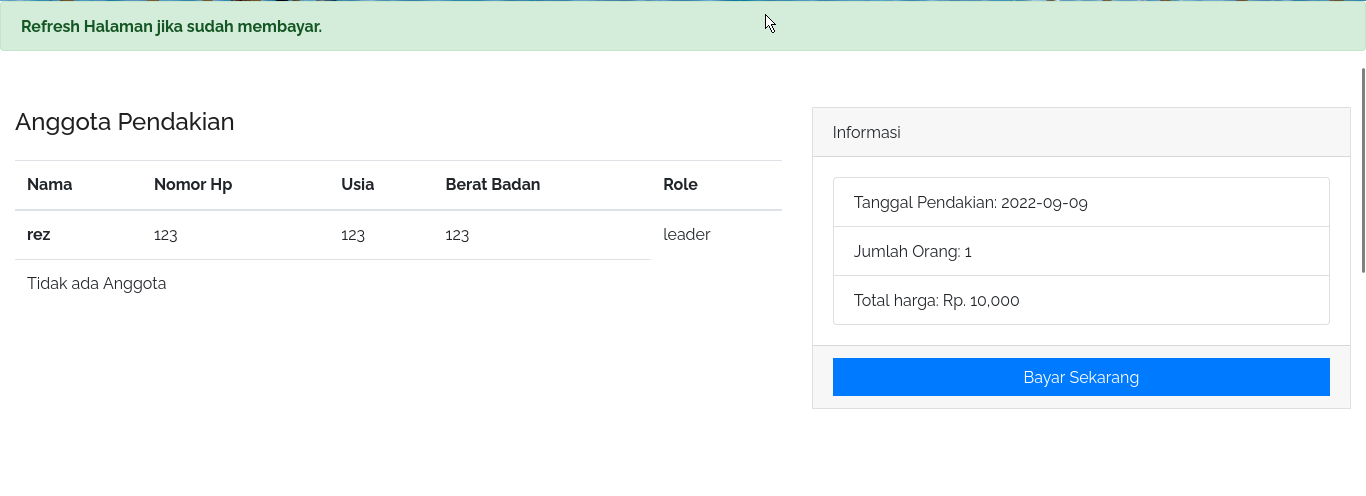 Refresh Halaman jika sudah membayar.
Anggota Pendakian
Nama Nomor Hp Usia Berat Badan Role
rez 123 123 123 leader
Tidak ada Anggota
Informasi
Tanggal Pendakian: 2022-09-09
Jumlah Orang: 1
Total harga: Rp. 10,000
Bayar Sekarang